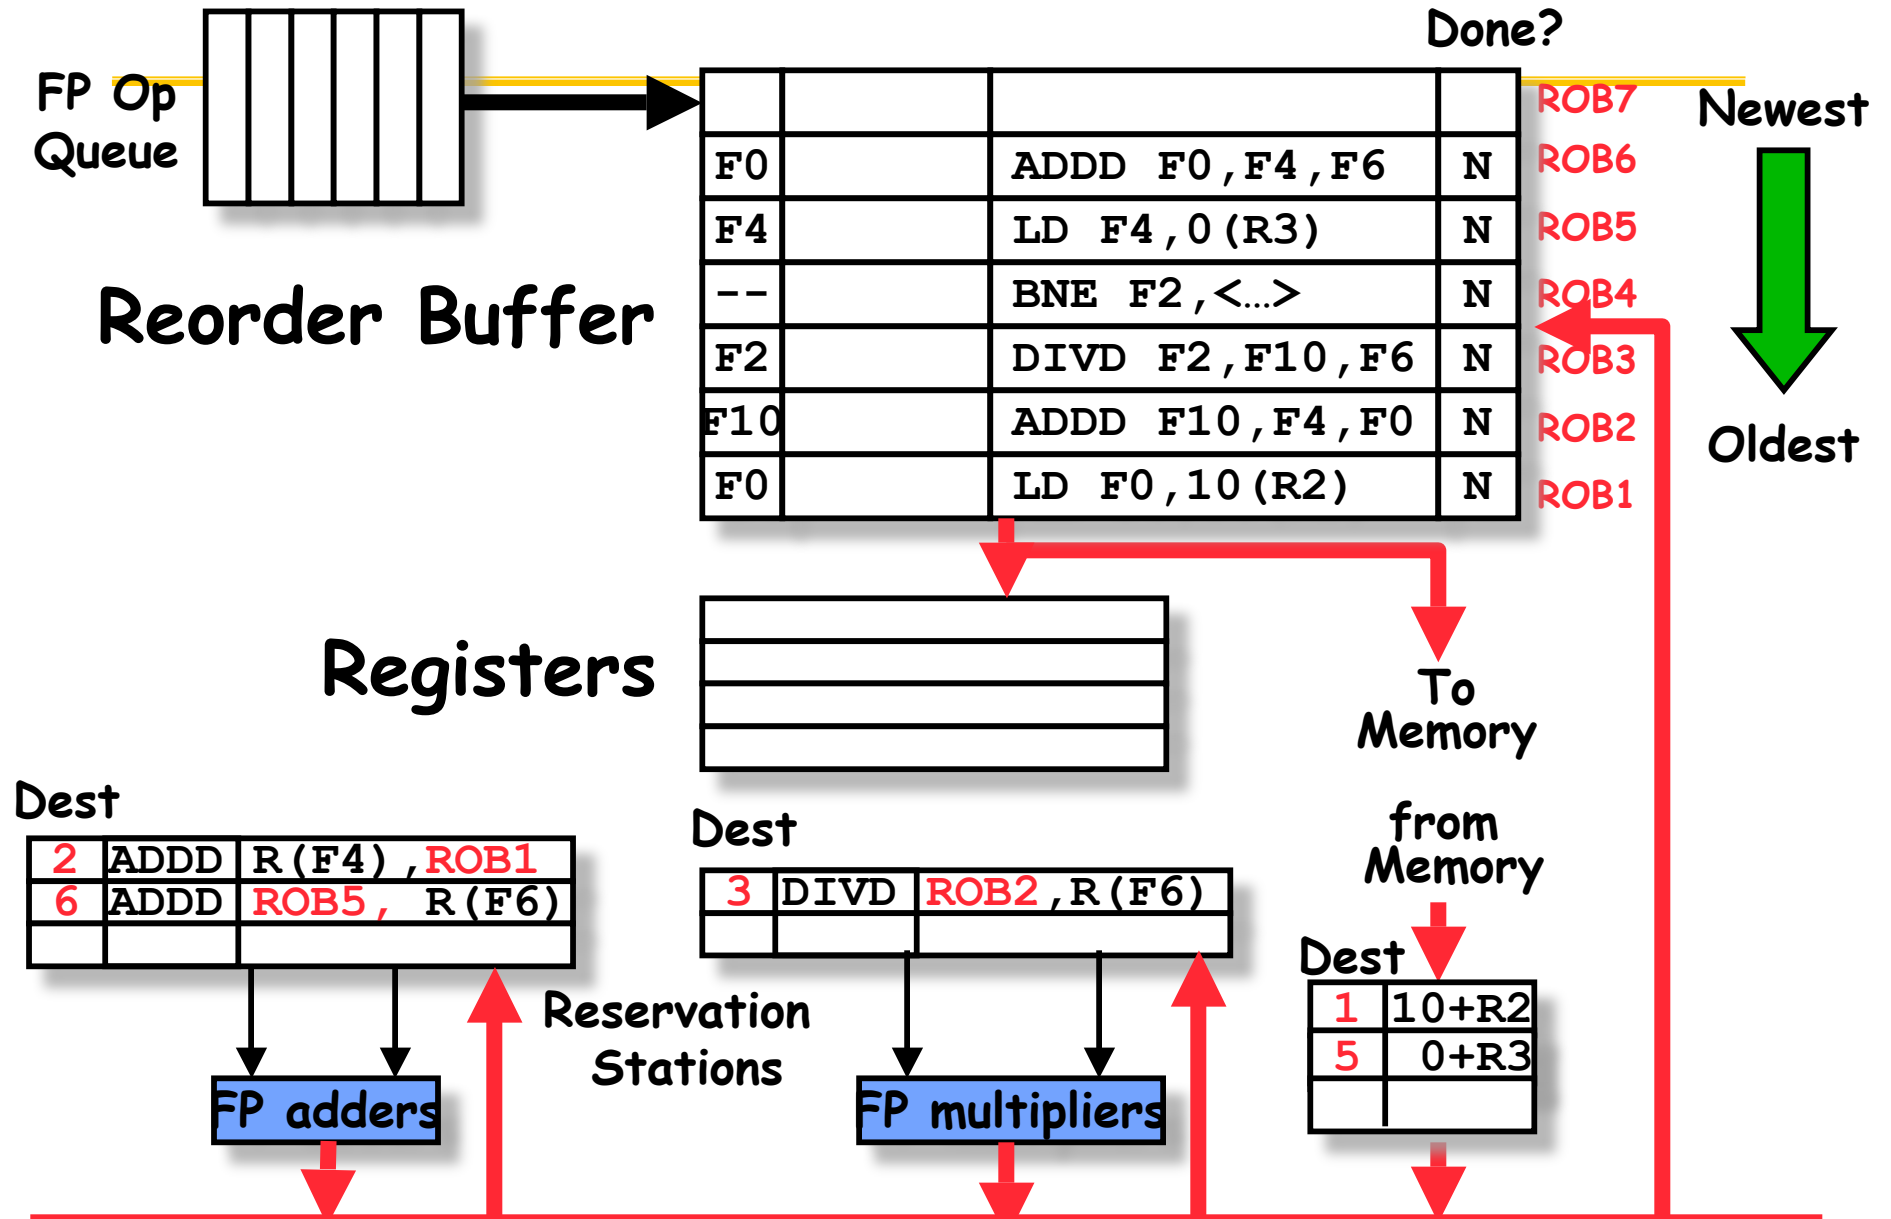 Done?
FP Op
Queue
ROB7
Newest
F0 ADDD F0,F4,F6 N ROB6
F4 LD F4,0(R3) N ROB5
-- BNE F2,<…> N ROB4
Reorder Buffer
F2 DIVD F2,F10,F6 N ROB3
F10 ADDD F10,F4,F0 N ROB2
Oldest
F0 LD F0,10(R2) N ROB1
Registers
To
Memory
Dest
2 ADDD R(F4),ROB1
6 ADDD ROB5, R(F6)
Dest
3 DIVD ROB2,R(F6)
from
Memory
Dest
1 10+R2
5 0+R3
Reservation
Stations
FP adders
FP multipliers